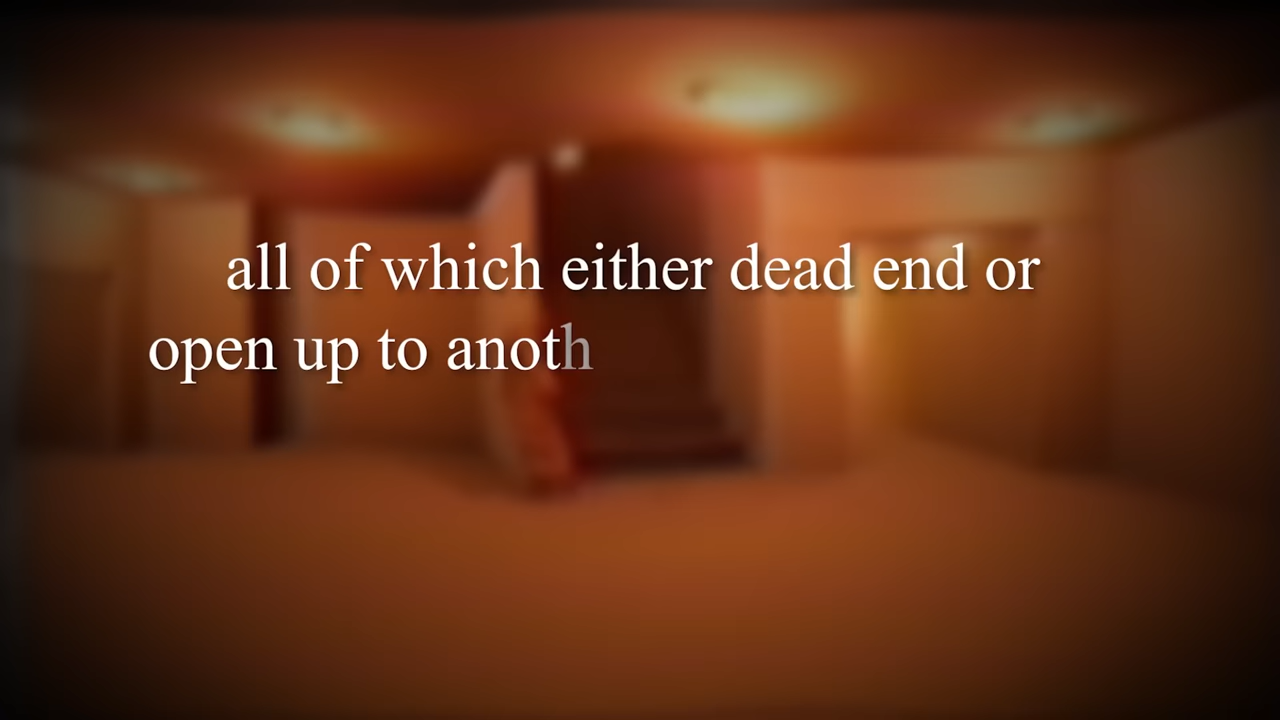 all of which either dead end or
open up to anoth